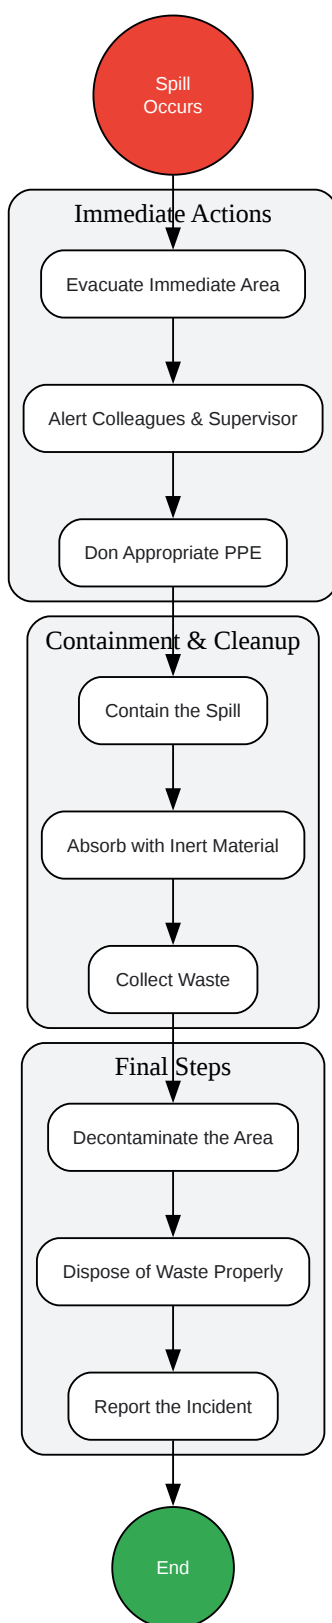 Spill
Occurs
Immediate Actions
Evacuate Immediate Area
Alert Colleagues & Supervisor
Don Appropriate PPE
Containment & Cleanup
Contain the Spill
Absorb with Inert Material
Collect Waste
Final Steps
Decontaminate the Area
Dispose of Waste Properly
Report the Incident
End